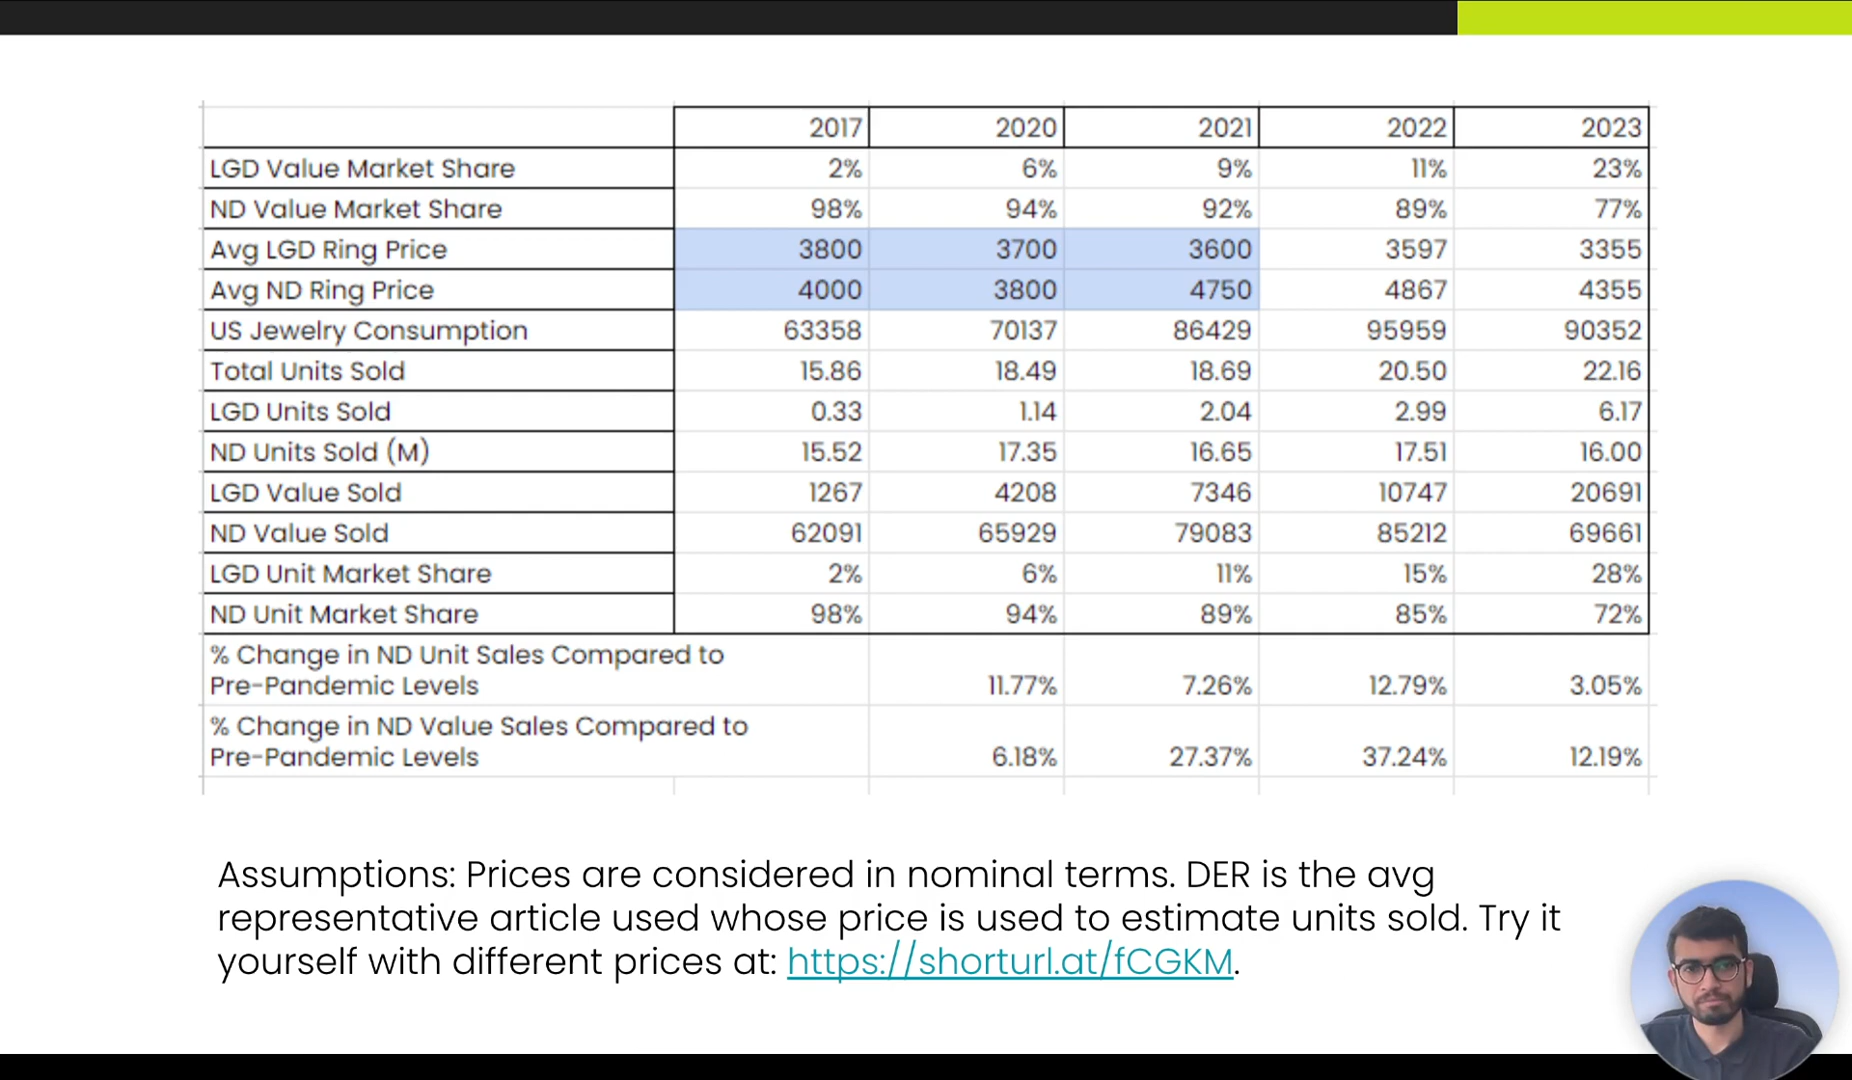 2017 2020 2021 2022 2023
LGD Value Market Share 2% 6% 9% 11% 23%
ND Value Market Share 98% 94% 92% 89% 77%
Avg LGD Ring Price 3800 3700 3600 3597 3355
Avg ND Ring Price 4000 3800 4750 4867 4355
US Jewelry Consumption 63358 70137 86429 95959 90352
Total Units Sold 15.86 18.49 18.69 20.50 22.16
LGD Units Sold 0.33 1.14 2.04 2.99 6.17
ND Units Sold (M) 15.52 17.35 16.65 17.51 16.00
LGD Value Sold 1267 4208 7346 10747 20691
ND Value Sold 62091 65929 79083 85212 69661
LGD Unit Market Share 2% 6% 11% 15% 28%
ND Unit Market Share 98% 94% 89% 85% 72%
% Change in ND Unit Sales Compared to
Pre-Pandemic Levels 11.77% 7.26% 12.79% 3.05%
% Change in ND Value Sales Compared to
Pre-Pandemic Levels 6.18% 27.37% 37.24% 12.19%
Assumptions: Prices are considered in nominal terms. DER is the avg
representative article used whose price is used to estimate units sold. Try it
yourself with different prices at: https://shorturl.at/fCGKM.